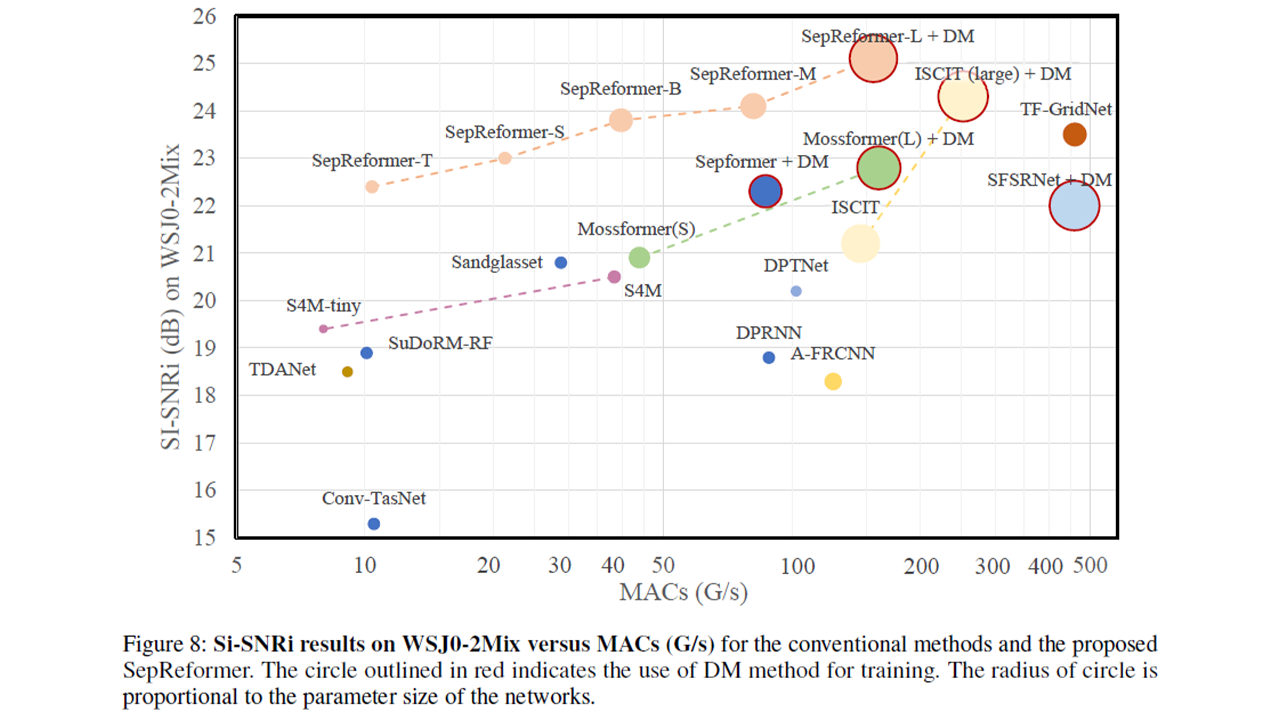 26
SepReformer-L + DM
25
ISCIT (large) + DM
SepReformer-M
SepReformer-B
24
TF-GridNet
SepReformer-S
Mossformer(L) + DM
23
SepReformer-T
Sepformer + DM
SFSRNet + DM
22
ISCIT
Mossformer(S)
21
Sandglasset
DPTNet
S4M
20
S4M-tiny
19
SuDoRM-RF
DPRNN
A-FRCNN
TDANet
18
17
16
Conv-TasNet
15
SI-SNRi (dB) on WSJ0-2Mix
5 10 20 30 40 50 100 200 300 400 500
MACs (G/s)
Figure 8: Si-SNRi results on WSJ0-2Mix versus MACs (G/s) for the conventional methods and the proposed
SepReformer. The circle outlined in red indicates the use of DM method for training. The radius of circle is
proportional to the parameter size of the networks.